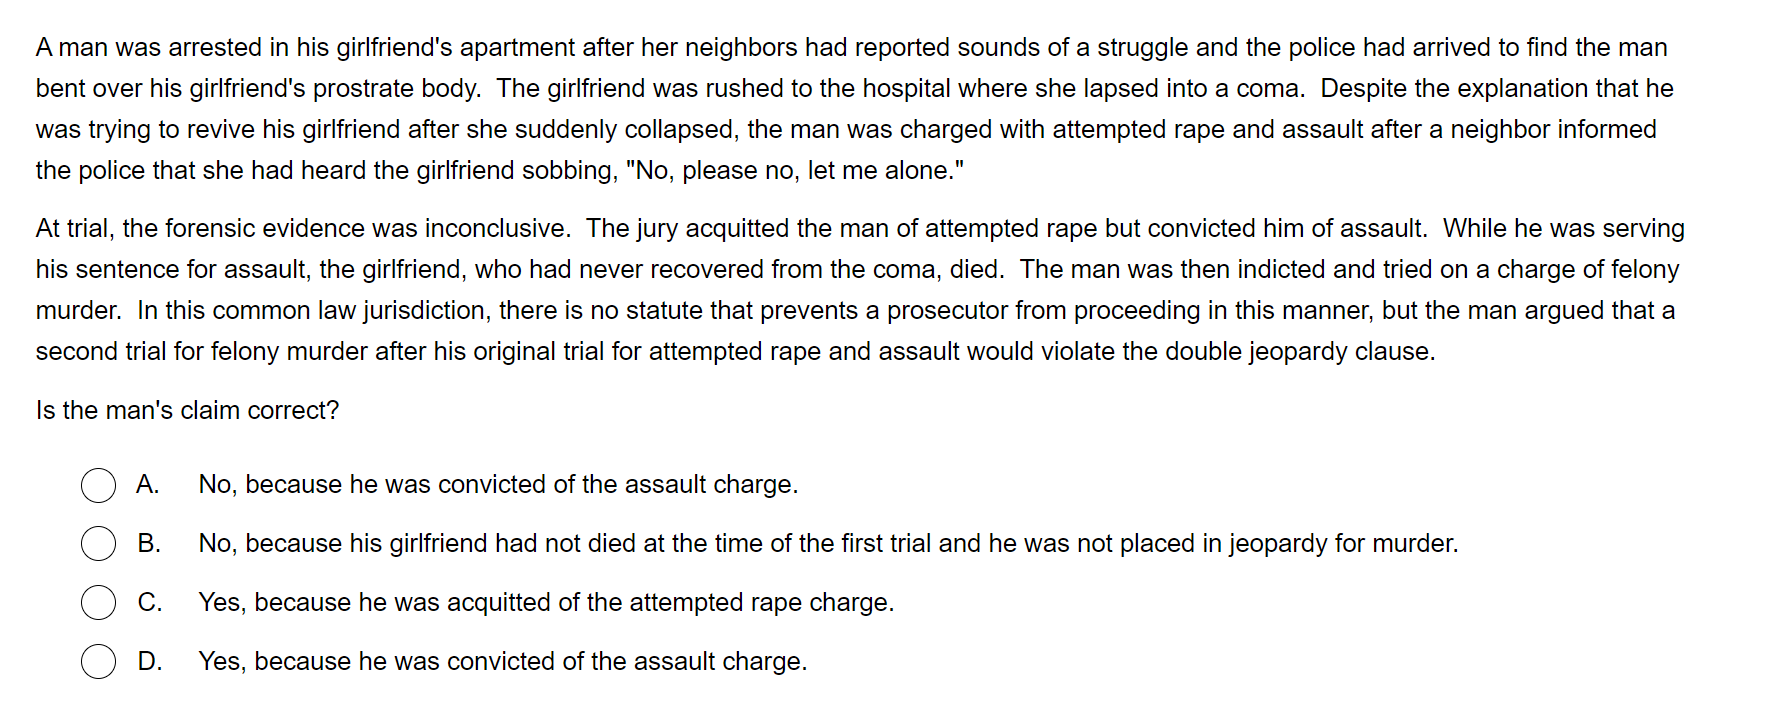 A man was arrested in his girlfriend's apartment after her neighbors had reported sounds of a struggle and the police had arrived to find the man
bent over his girlfriend's prostrate body.  The girlfriend was rushed to the hospital where she lapsed into a coma.  Despite the explanation that he
was trying to revive his girlfriend after she suddenly collapsed, the man was charged with attempted rape and assault after a neighbor informed
the police that she had heard the girlfriend sobbing, "No, please no, let me alone."
At trial, the forensic evidence was inconclusive.  The jury acquitted the man of attempted rape but convicted him of assault.  While he was serving
his sentence for assault, the girlfriend, who had never recovered from the coma, died.  The man was then indicted and tried on a charge of felony
murder.  In this common law jurisdiction, there is no statute that prevents a prosecutor from proceeding in this manner, but the man argued that a
second trial for felony murder after his original trial for attempted rape and assault would violate the double jeopardy clause.
Is the man's claim correct?
A. No, because he was convicted of the assault charge.
B. No, because his girlfriend had not died at the time of the first trial and he was not placed in jeopardy for murder.
C. Yes, because he was acquitted of the attempted rape charge.
D. Yes, because he was convicted of the assault charge.